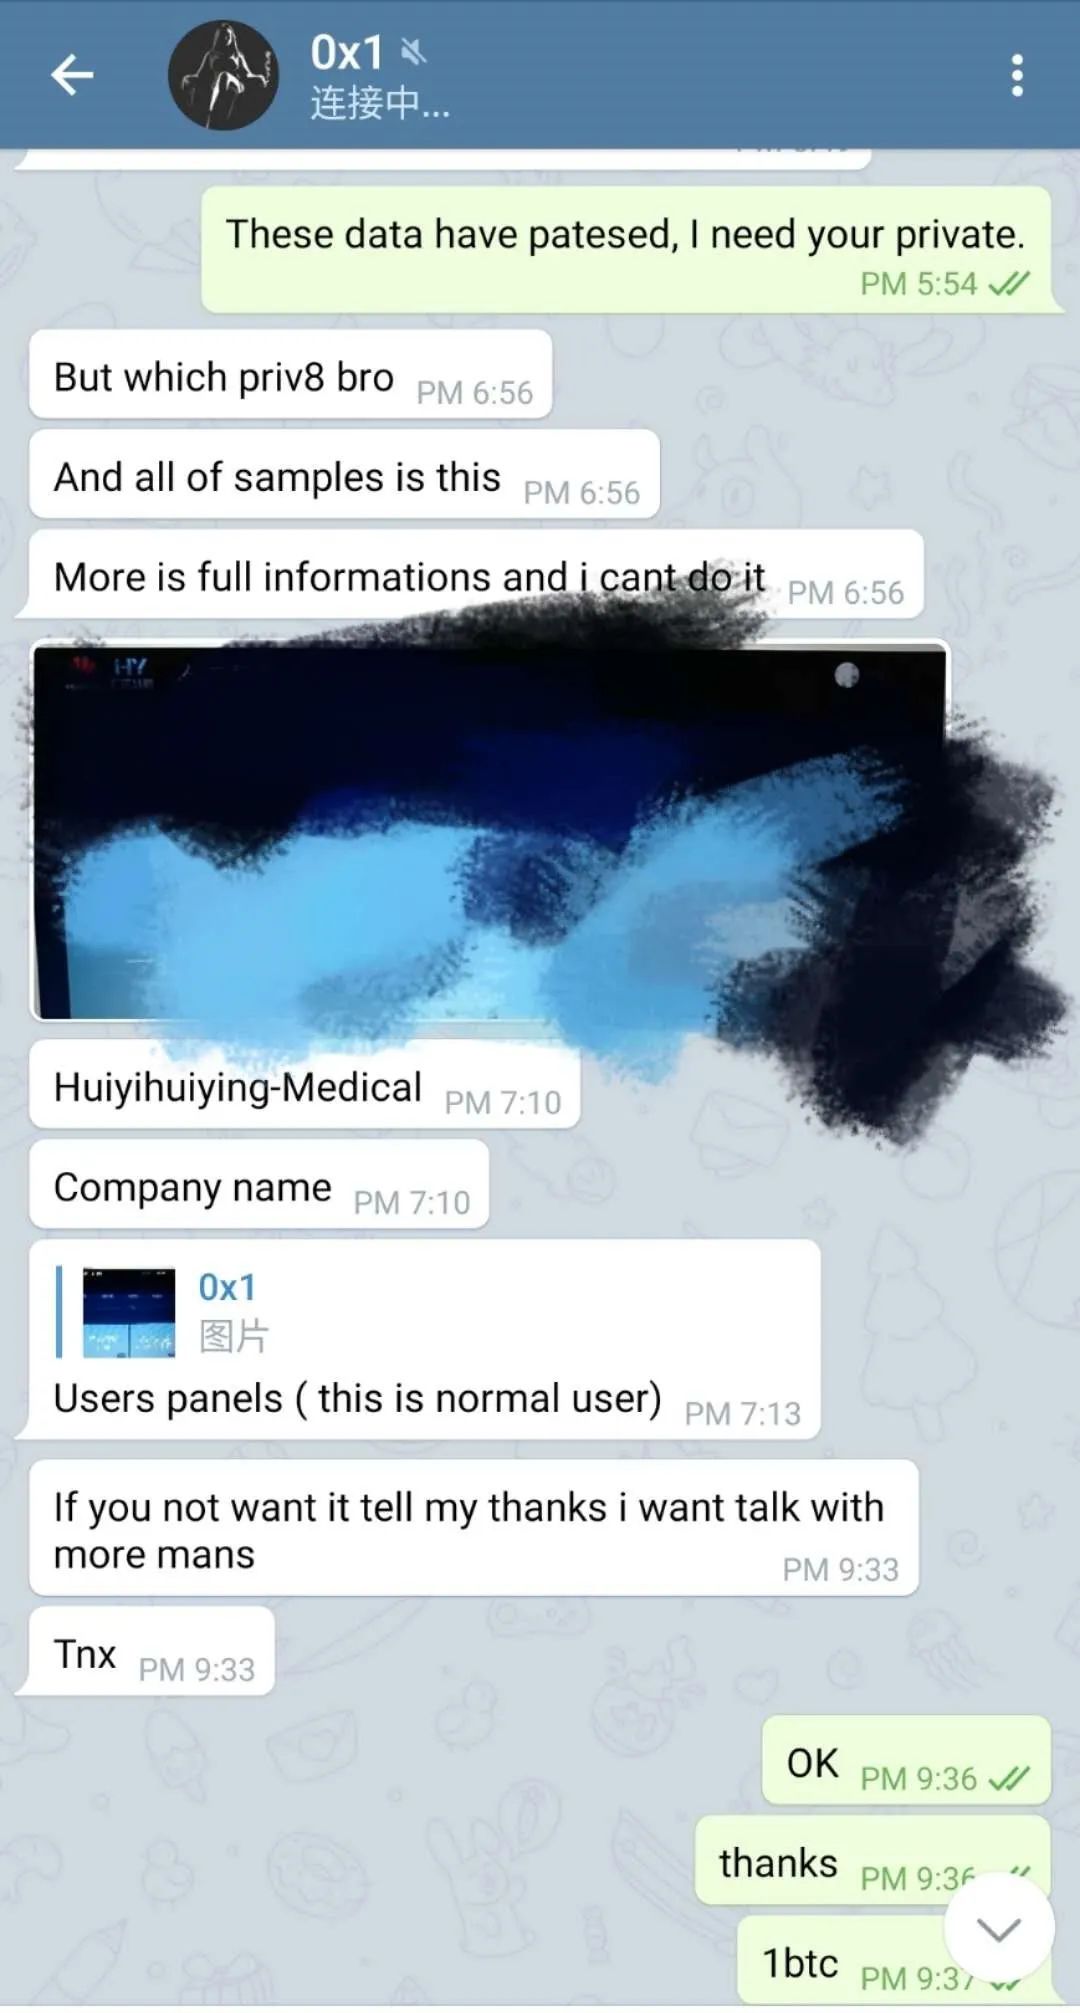 0x1
连接中...
These data have patesed, I need your private.
PM 5:54
But which priv8 bro PM 6:56
And all of samples is this PM 6:56
More is full informations and i cant do it PM 6:56
HY
Huiyihuiying-Medical PM 7:10
Company name PM 7:10
0x1
图片
Users panels ( this is normal user) PM 7:13
If you not want it tell my thanks i want talk with
more mans
PM 9:33
Tnx PM 9:33
OK PM 9:36
thanks PM 9:36
1btc PM 9:37